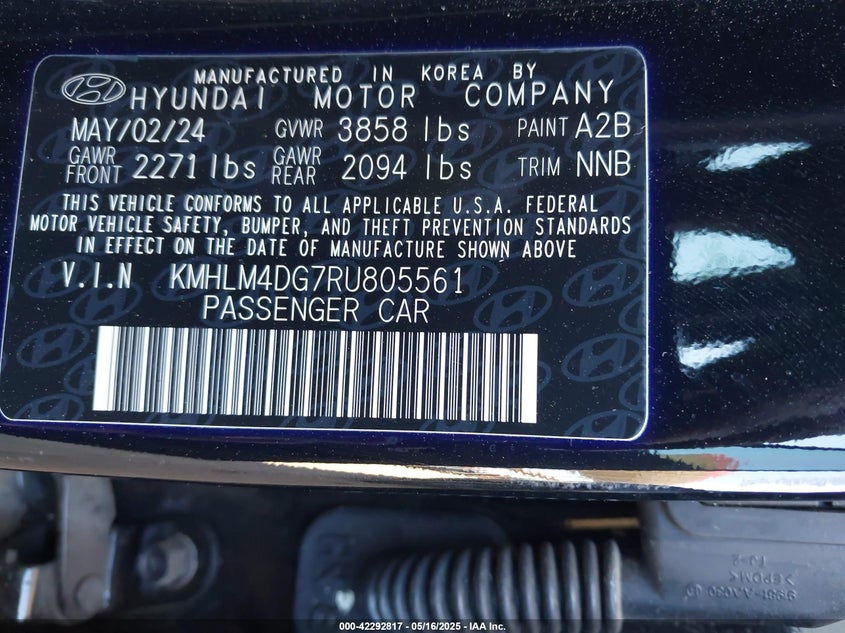 MANUFACTURED IN KOREA BY
HYUNDAI MOTOR COMPANY
MAY/02/24 GVWR 3858 lbs PAINT A2B
GAWR FRONT 2271 lbs GAWR REAR 2094 lbs TRIM NNB
THIS VEHICLE CONFORMS TO ALL APPLICABLE U.S.A. FEDERAL
MOTOR VEHICLE SAFETY, BUMPER, AND THEFT PREVENTION STANDARDS
IN EFFECT ON THE DATE OF MANUFACTURE SHOWN ABOVE
V.I.N KMHLM4DG7RU805561
PASSENGER CAR
>EPDM<
000-42292817 - 05/16/2025 - IAA Inc.